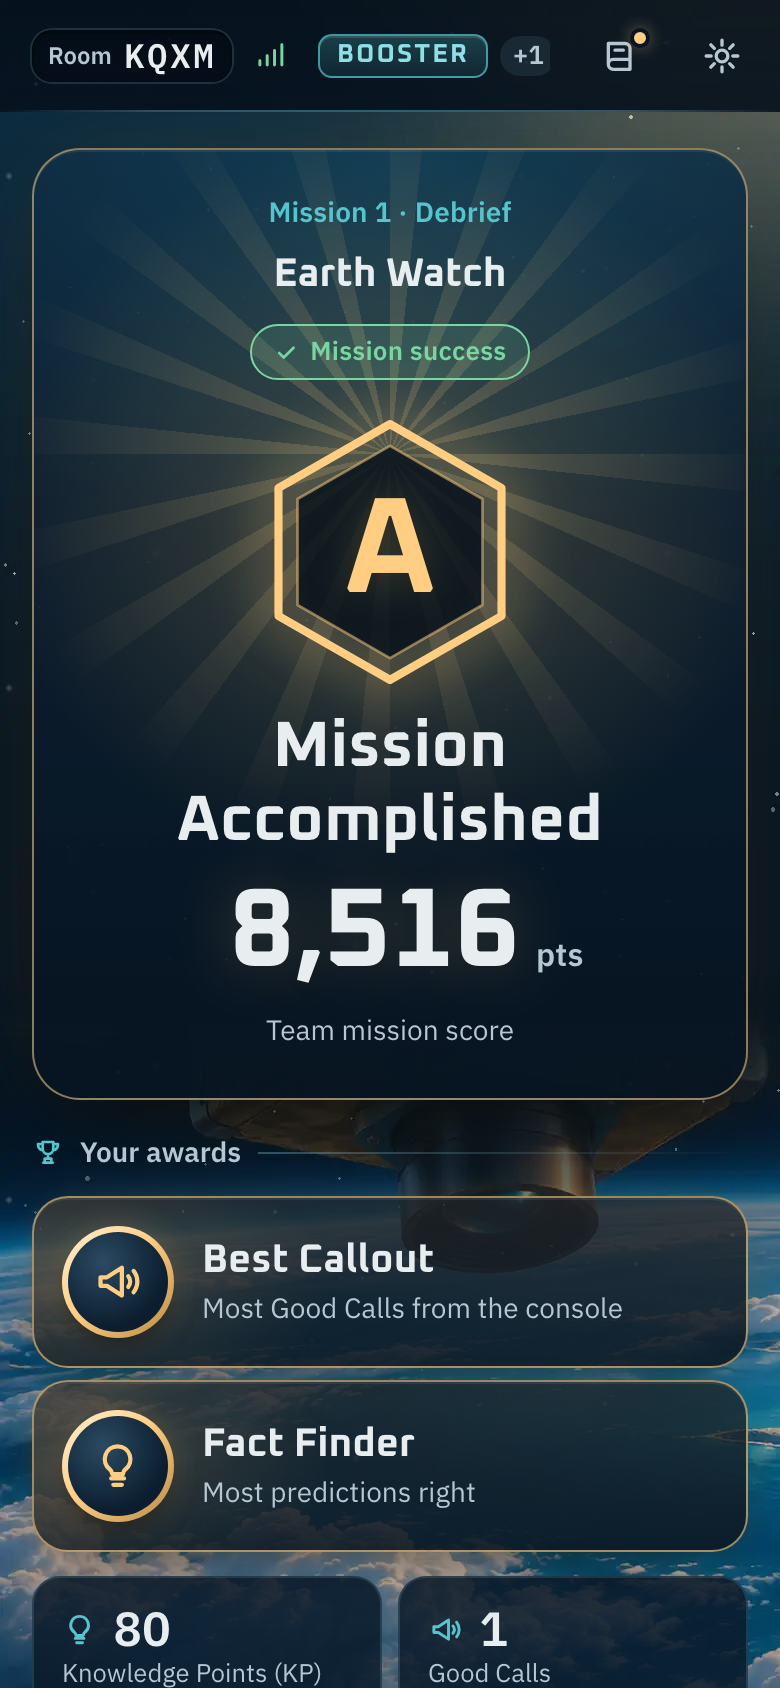 Room KQXM BOOSTER +1
Mission 1 · Debrief
Earth Watch
Mission success
A
Mission
Accomplished
8,516 pts
Team mission score
Your awards
Best Callout
Most Good Calls from the console
Fact Finder
Most predictions right
80
Knowledge Points (KP)
1
Good Calls